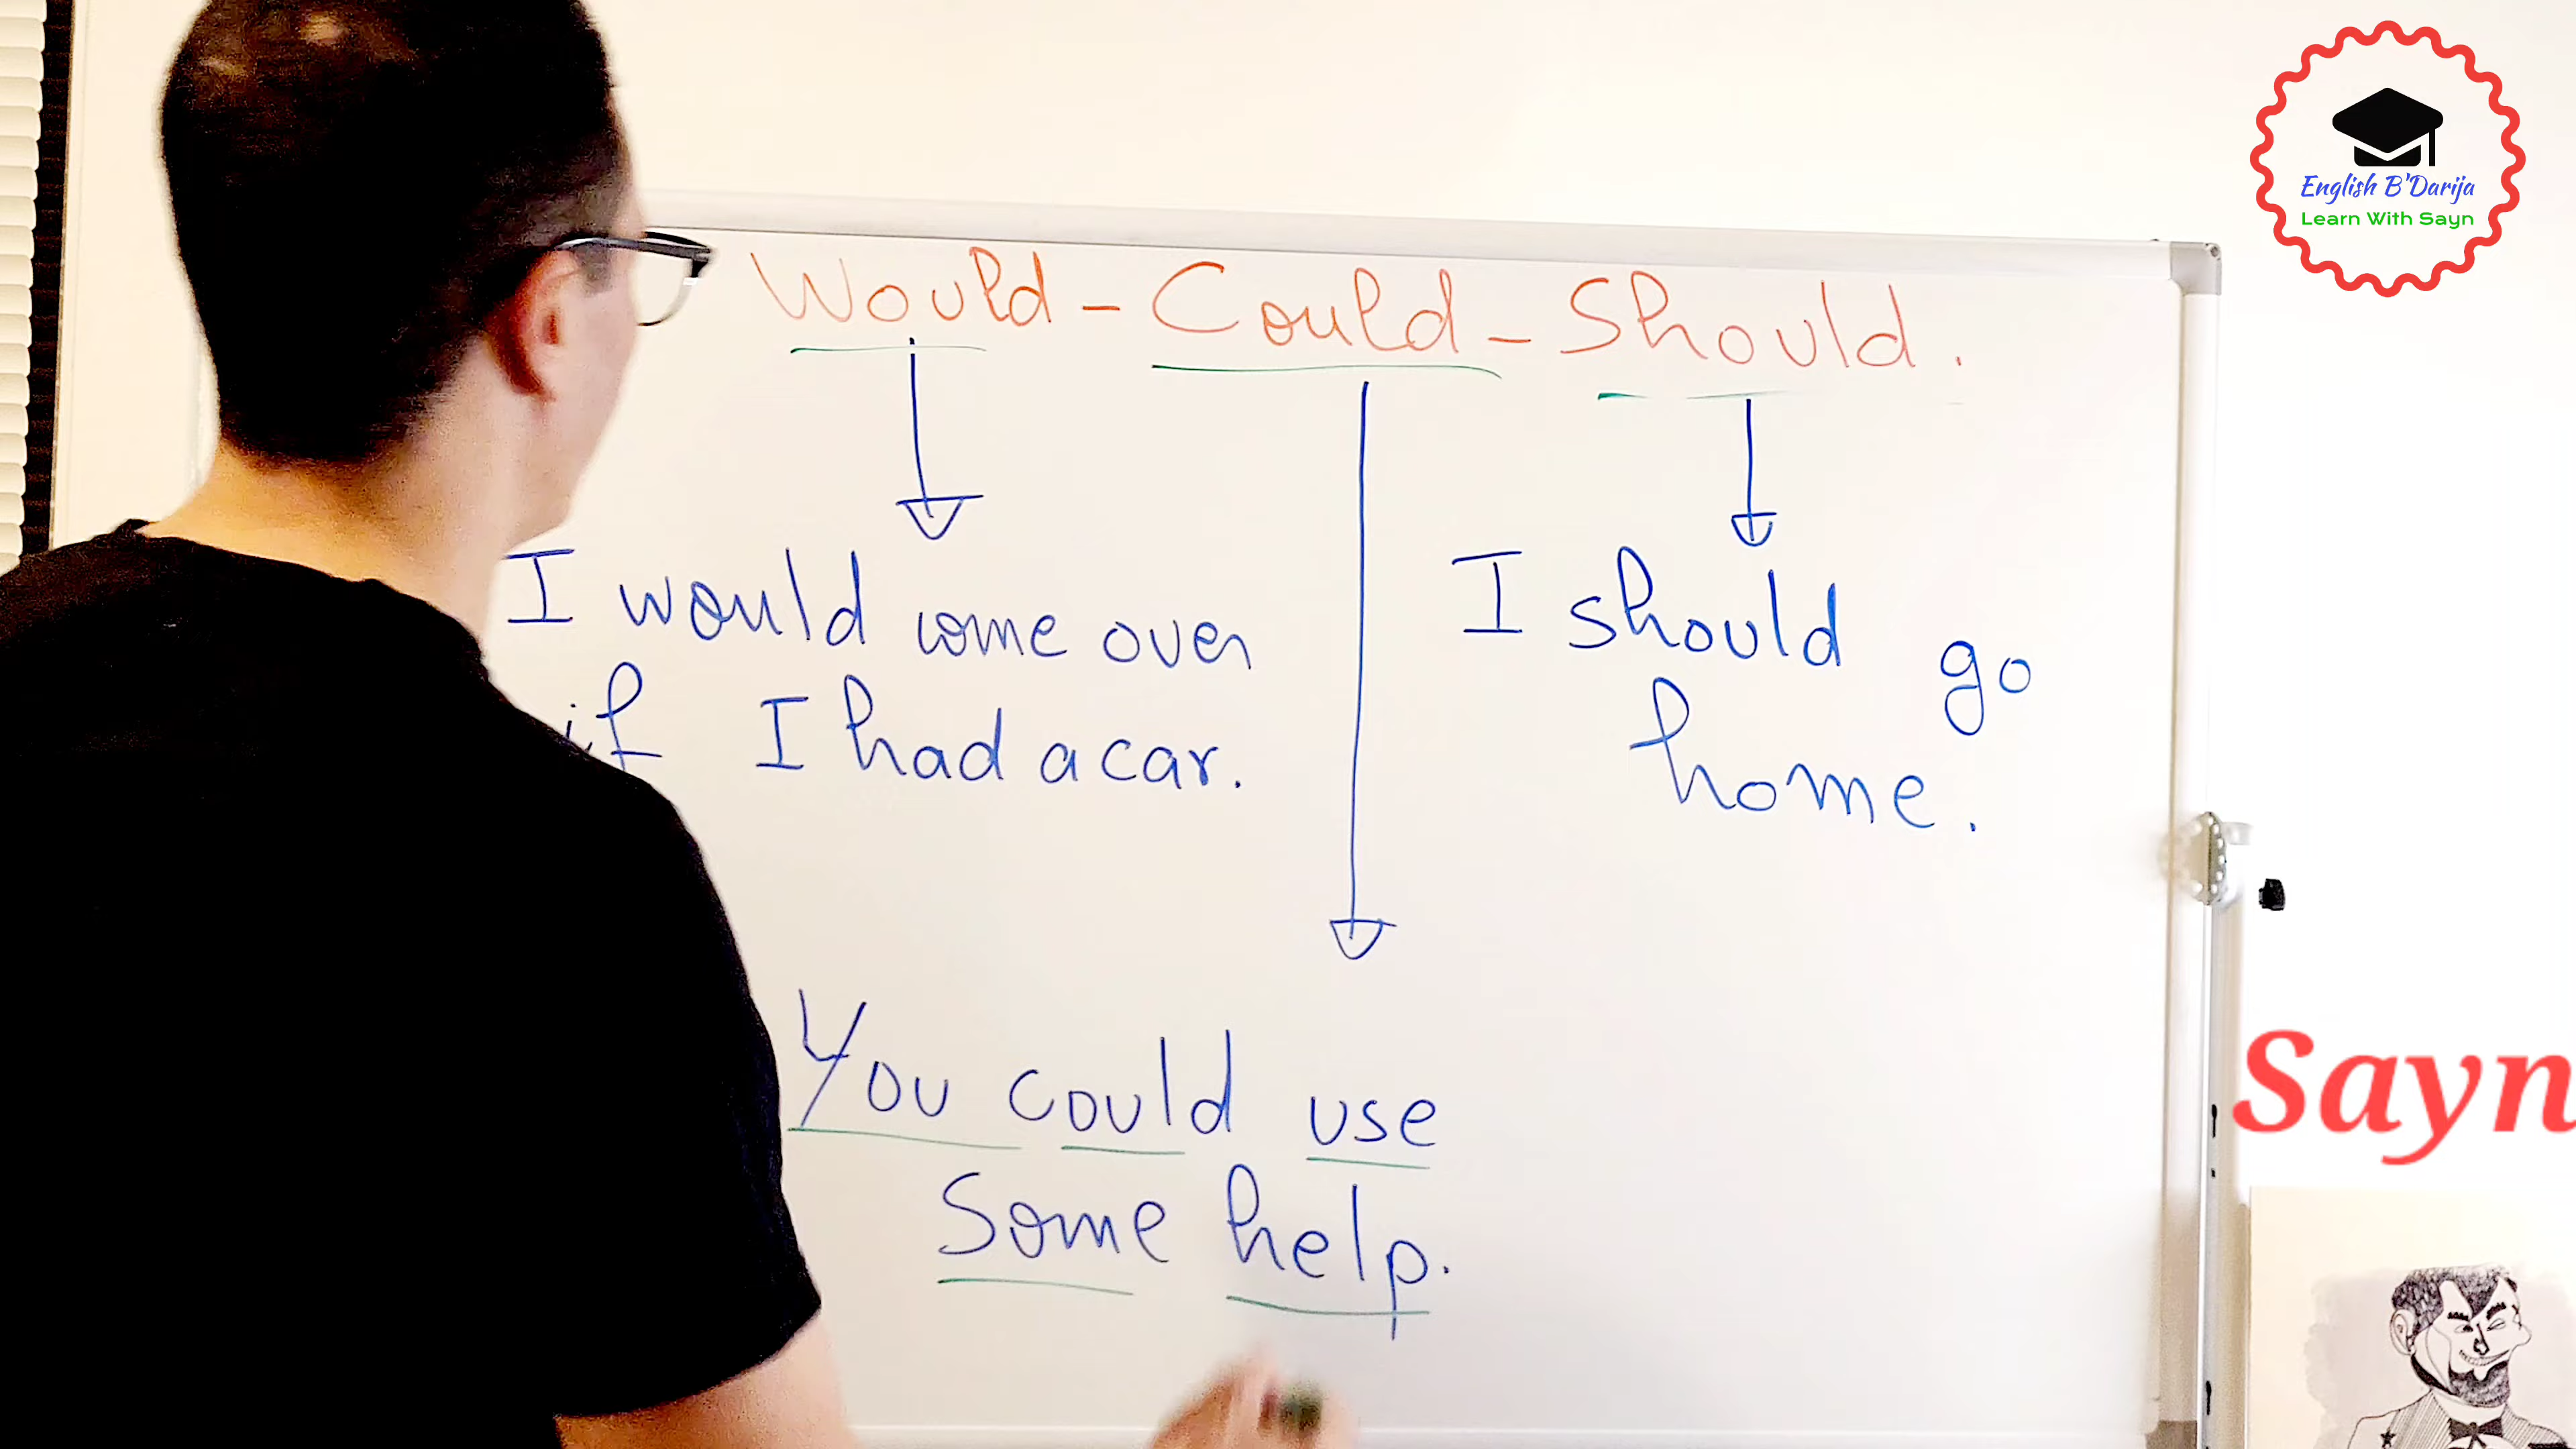 English B'Darija
Learn With Sayn
Would - Could - Should.
I would come over
if I had a car.
I should go
home.
You could use
Some help.
Sayn